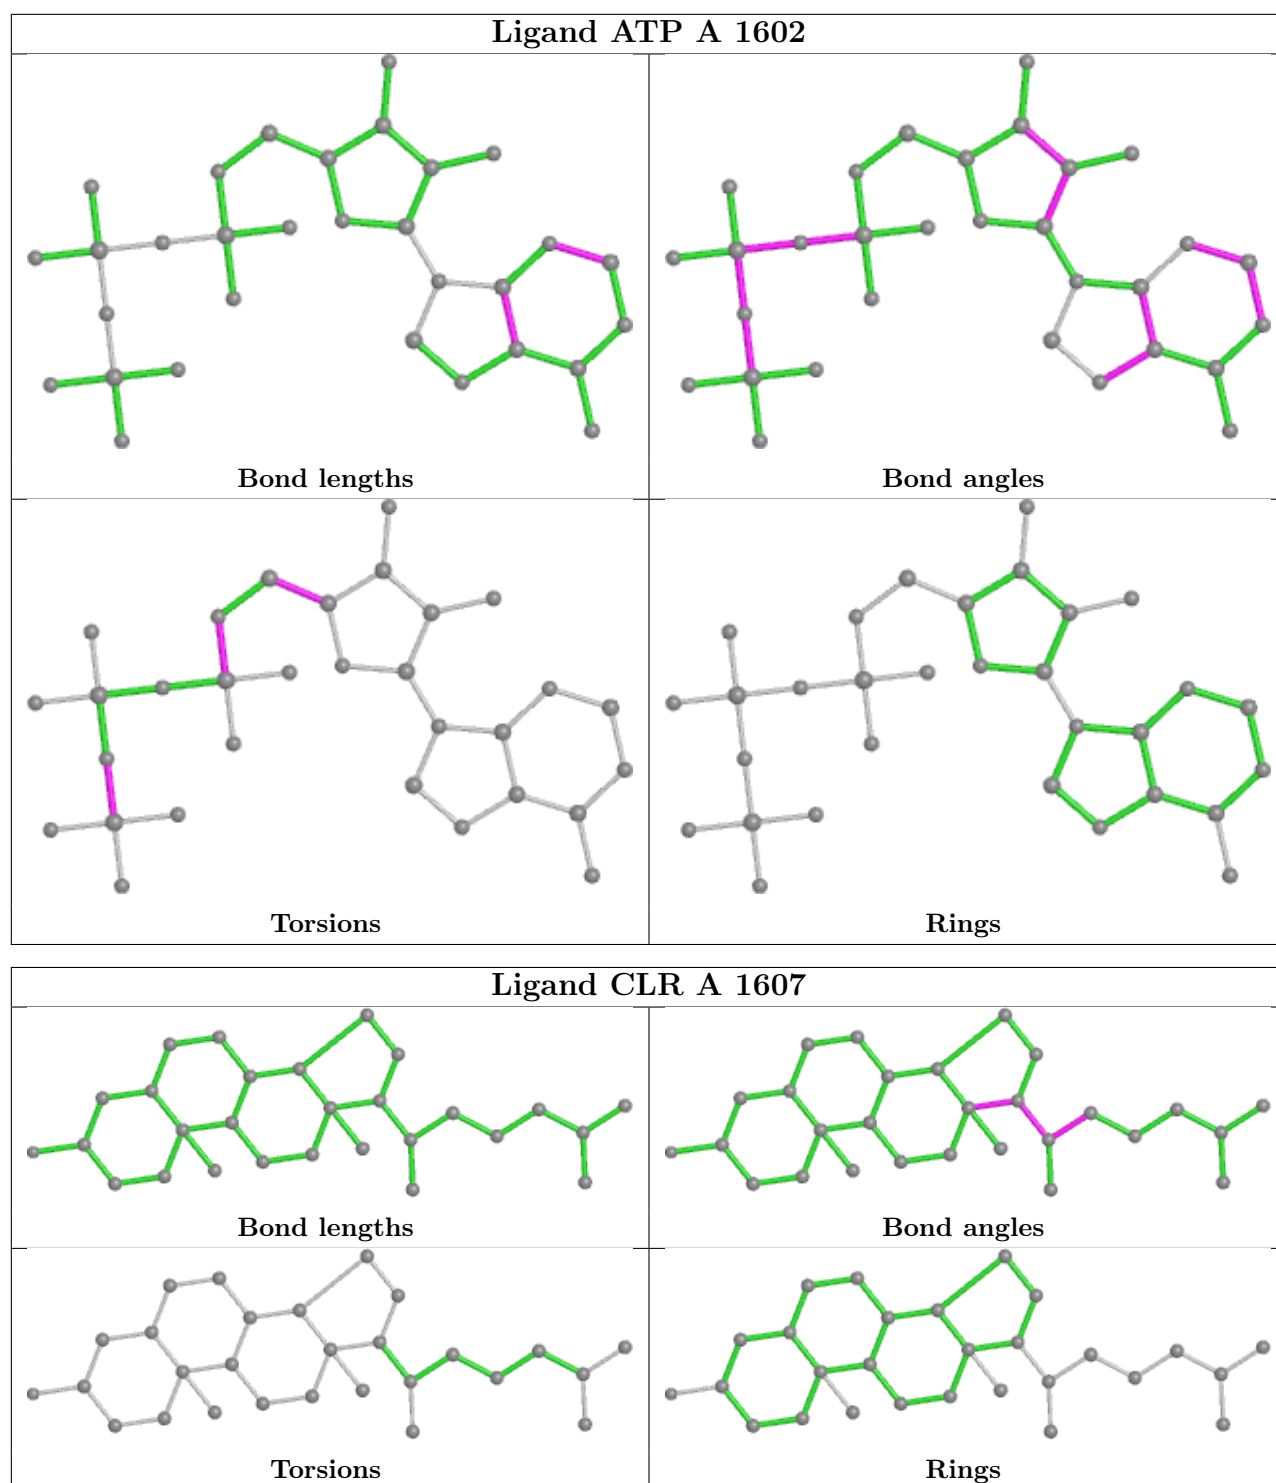 Ligand ATP A 1602
Bond lengths
Bond angles
Torsions
Rings
Ligand CLR A 1607
Bond lengths
Bond angles
Torsions
Rings